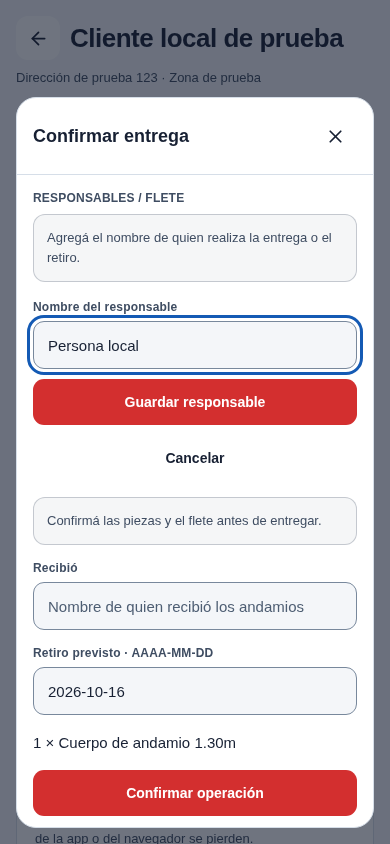 Cliente local de prueba
Dirección de prueba 123 · Zona de prueba
Confirmar entrega
RESPONSABLES / FLETE
Agregá el nombre de quien realiza la entrega o el
retiro.
Nombre del responsable
Persona local
Guardar responsable
Cancelar
Confirmá las piezas y el flete antes de entregar.
Recibió
Nombre de quien recibió los andamios
Retiro previsto · AAAA-MM-DD
2026-10-16
1 × Cuerpo de andamio 1.30m
Confirmar operación
de la app o del navegador se pierden.